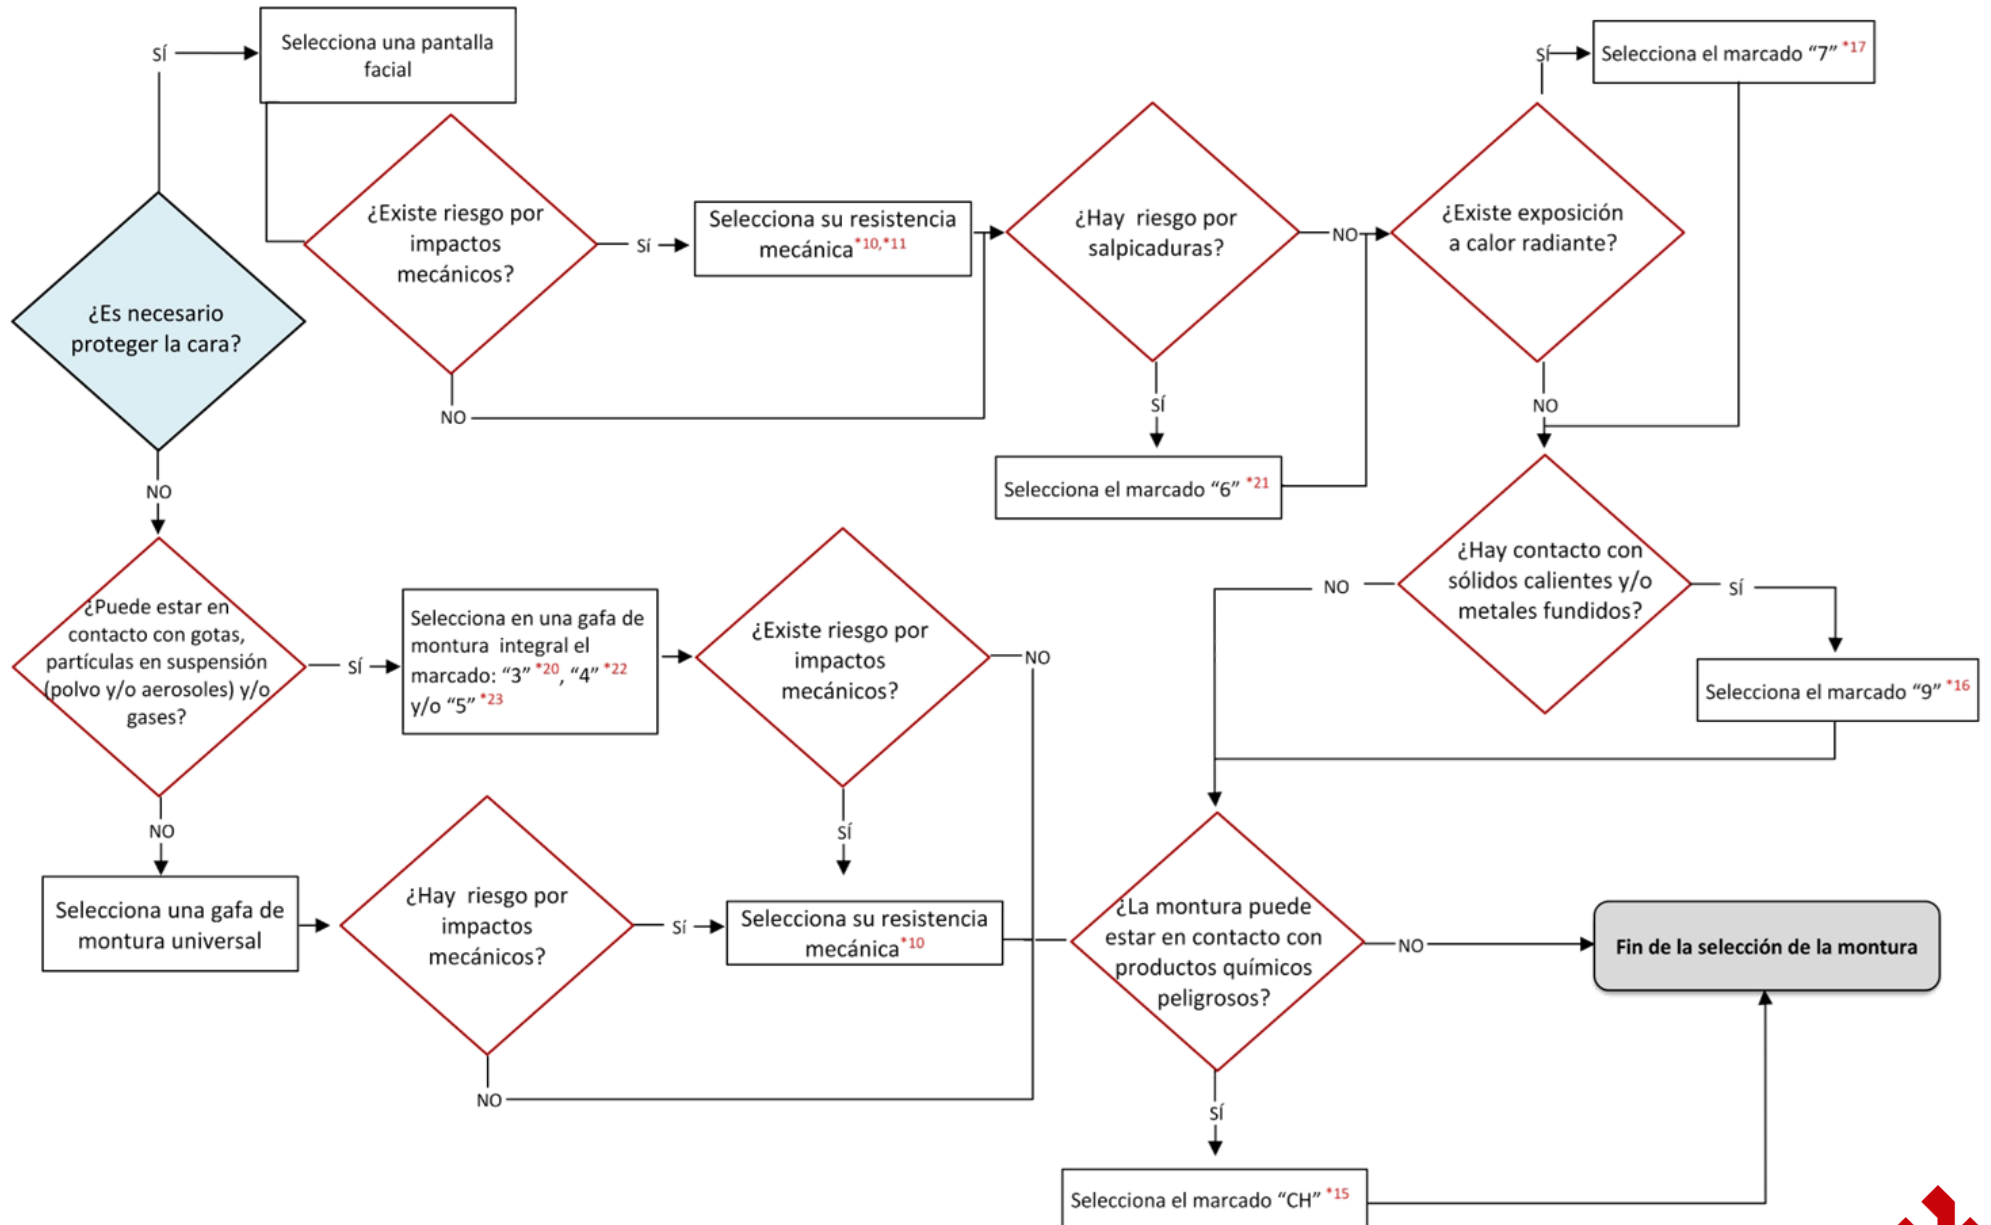 SÍ
Selecciona una pantalla
facial
¿Es necesario
proteger la cara?
¿Existe riesgo por
impactos
mecánicos?
Sí
Selecciona su resistencia
mecánica*10,*11
NO
¿Hay riesgo por
salpicaduras?
NO
SÍ
Selecciona el marcado “6” *21
¿Existe exposición
a calor radiante?
SÍ
Selecciona el marcado “7” *17
NO
¿Hay contacto con
sólidos calientes y/o
metales fundidos?
NO
SÍ
Selecciona el marcado “9” *16
NO
¿Puede estar en
contacto con gotas,
partículas en suspensión
(polvo y/o aerosoles) y/o
gases?
SÍ
Selecciona en una gafa de
montura integral el
marcado: “3” *20, “4” *22
y/o “5” *23
¿Existe riesgo por
impactos
mecánicos?
NO
SÍ
NO
Selecciona una gafa de
montura universal
¿Hay riesgo por
impactos
mecánicos?
Sí
Selecciona su resistencia
mecánica*10
NO
¿La montura puede
estar en contacto con
productos químicos
peligrosos?
NO
Fin de la selección de la montura
SÍ
Selecciona el marcado “CH” *15